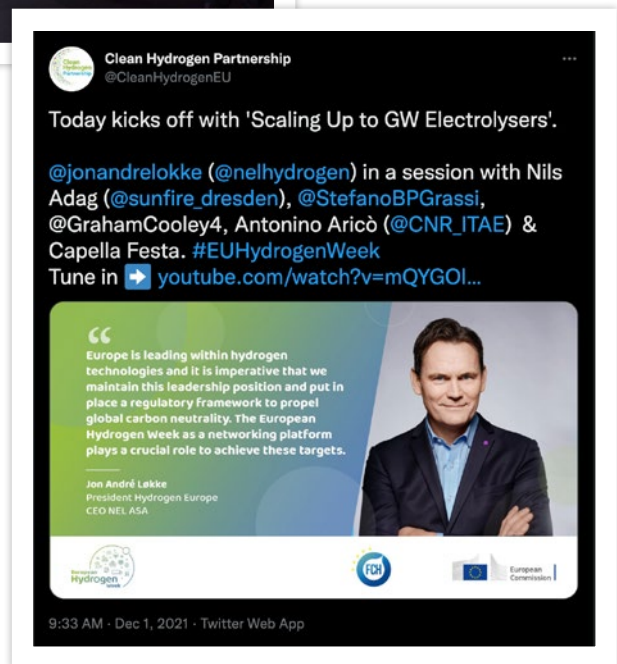 Clean Hydrogen Partnership
@CleanHydrogenEU
Today kicks off with 'Scaling Up to GW Electrolysers'.
@jonandrelokke (@nelhydrogen) in a session with Nils
Adag (@sunfire_dresden), @StefanoBPGrassi,
@GrahamCooley4, Antonino Aricò (@CNR_ITAE) &
Capella Festa. #EUHydrogenWeek
Tune in ➡️ youtube.com/watch?v=mQYGOl...
Europe is leading within hydrogen
technologies and it is imperative that we
maintain this leadership position and put in
place a regulatory framework to propel
global carbon neutrality. The European
Hydrogen Week as a networking platform
plays a crucial role to achieve these targets.
Jon André Løkke
President Hydrogen Europe
CEO NEL ASA
European
Hydrogen
week
FCH
European
Commission
9:33 AM · Dec 1, 2021 · Twitter Web App